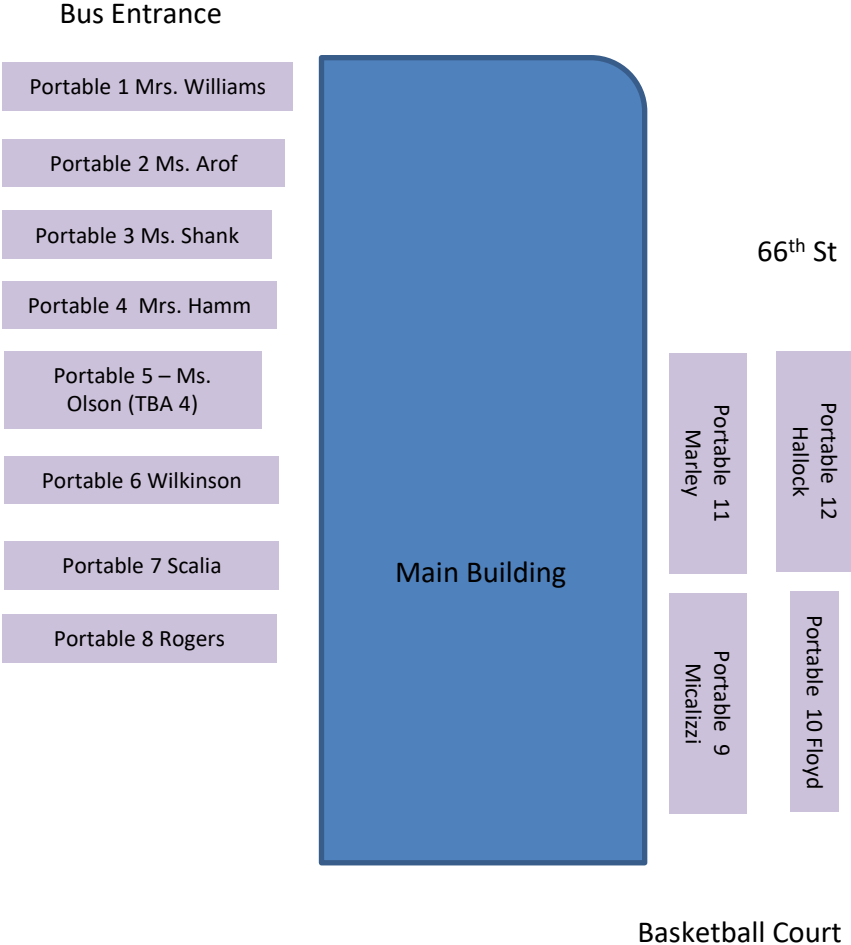 Bus Entrance
Portable 1 Mrs. Williams
Portable 2 Ms. Arof
Portable 3 Ms. Shank
Portable 4  Mrs. Hamm
Portable 5 – Ms.
Olson (TBA 4)
Portable 6 Wilkinson
Portable 7 Scalia
Portable 8 Rogers
Main Building
66th St
Portable  11
Marley
Portable  12
Hallock
Portable  9
Micalizzi
Portable  10 Floyd
Basketball Court